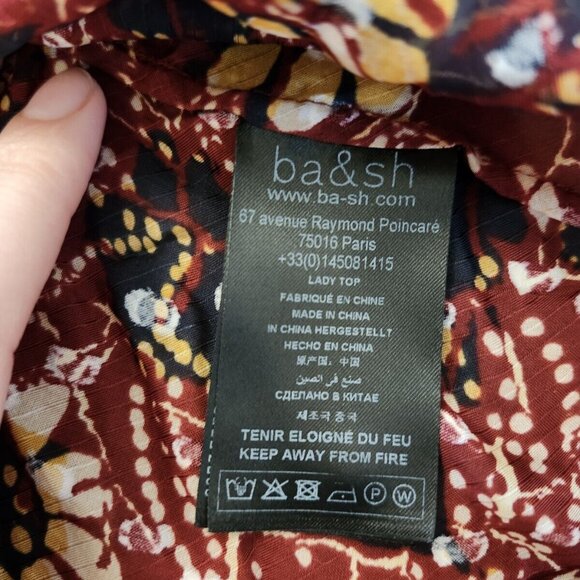 ba&sh
www.ba-sh.com
67 avenue Raymond Poincaré
75016 Paris
+33(0)145081415
LADY TOP
FABRIQUÉ EN CHINE
MADE IN CHINA
IN CHINA HERGESTELLT
HECHO EN CHINA
原产国：中国
صنع في الصين
СДЕЛАНО В КИТАЕ
제조국 중국
TENIR ELOIGNÉ DU FEU
KEEP AWAY FROM FIRE
P W